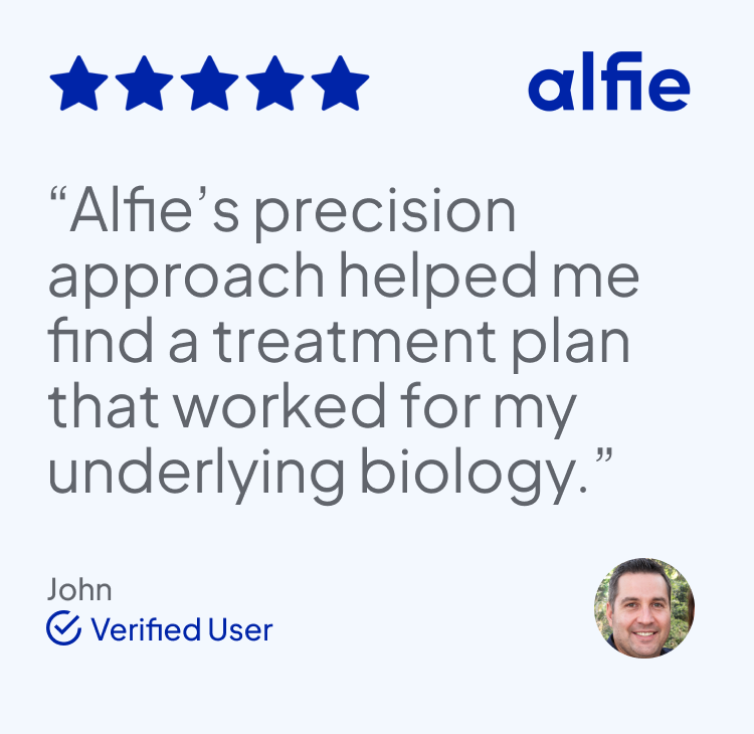 alfie
“Alfie’s precision
approach helped me
find a treatment plan
that worked for my
underlying biology.”
John
Verified User